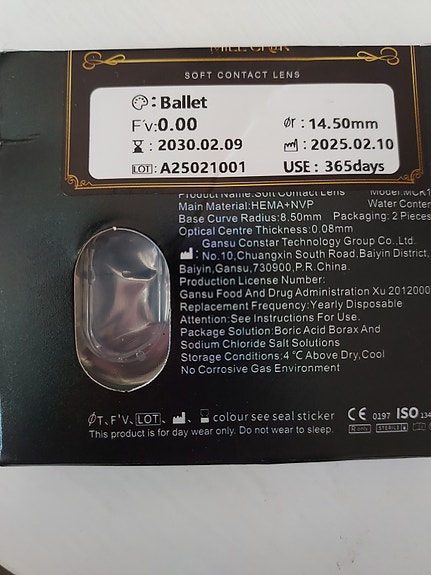 SOFT CONTACT LENS
: Ballet
F'v:0.00
Ør : 14.50mm
: 2030.02.09
: 2025.02.10
LOT: A25021001
USE : 365days
Product Name:Soft Contact Lens
Main Material:HEMA+NVP
Water Conten
Base Curve Radius:8.50mm Packaging: 2 Pieces
Optical Centre Thickness:0.08mm
Gansu Constar Technology Group Co.,Ltd.
: No.10,Chuangxin South Road,Baiyin District,
Baiyin,Gansu,730900,P.R.China.
Production License Number:
Gansu Food And Drug Administration Xu 2012000
Replacement Frequency:Yearly Disposable
Attention:See Instructions For Use.
Package Solution:Boric Acid Borax And
Sodium Chloride Salt Solutions
Storage Conditions:4℃ Above Dry,Cool
No Corrosive Gas Environment
ØT、F'V、LOT、 、 colour see seal sticker
This product is for day wear only. Do not wear to sleep.
CE 0197 ISO 134